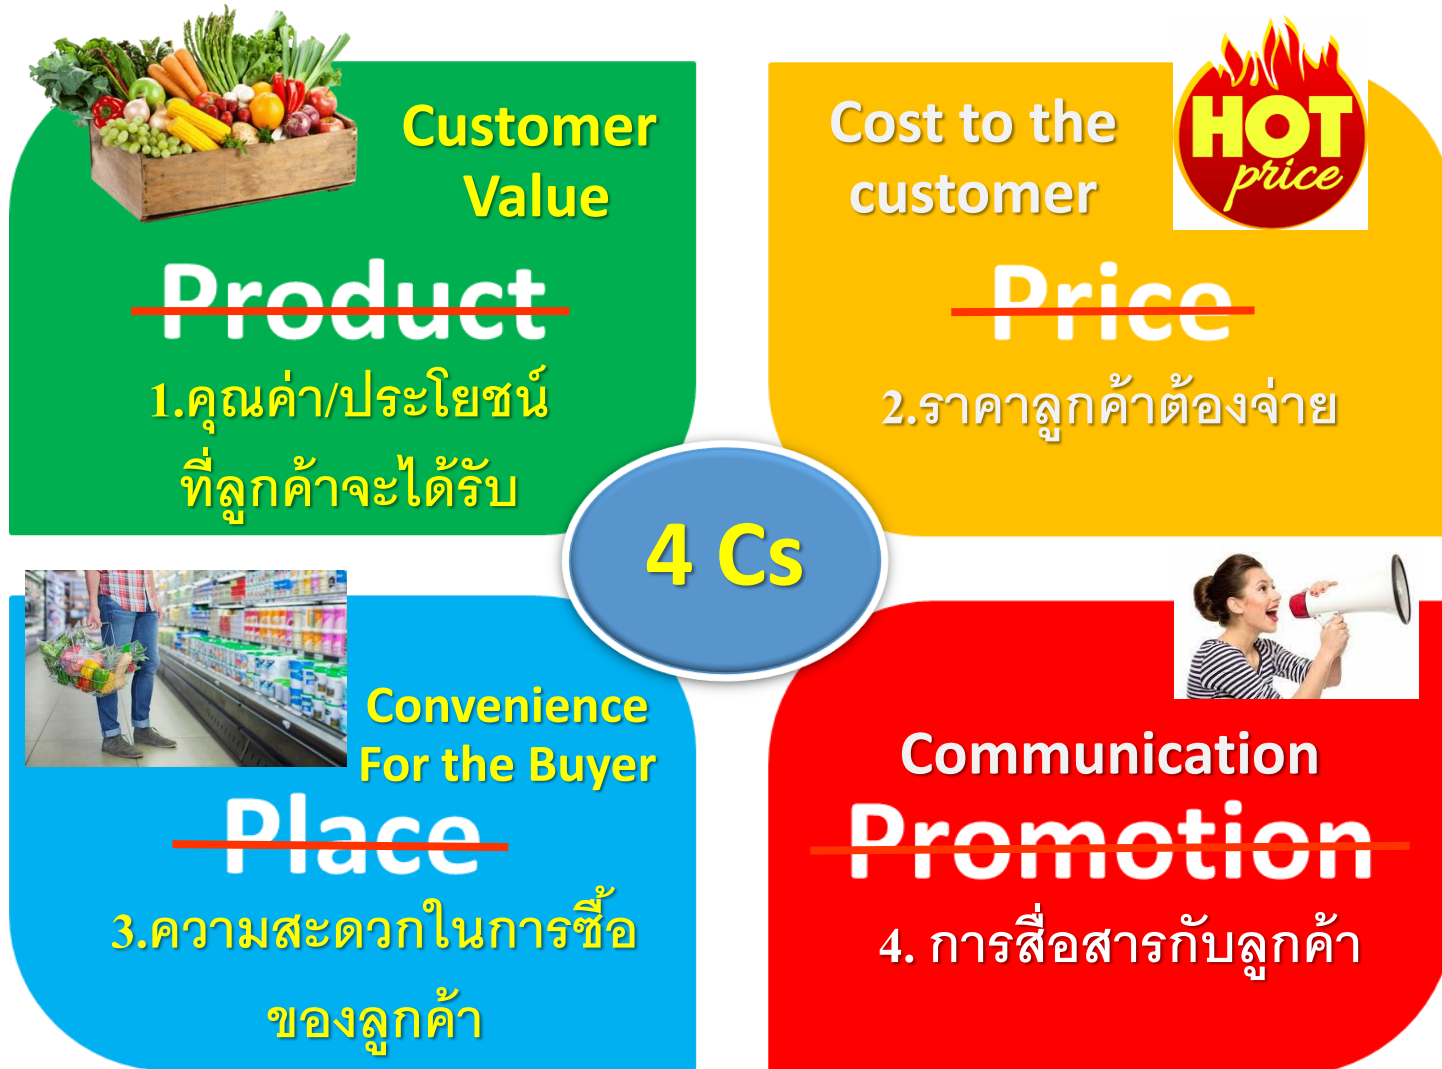 Customer
Value
Product
1.คุณค่า/ประโยชน์
ที่ลูกค้าจะได้รับ
Cost to the
customer
HOT
price
Price
2.ราคาลูกค้าต้องจ่าย
4 Cs
Convenience
For the Buyer
Place
3.ความสะดวกในการซื้อ
ของลูกค้า
Communication
Promotion
4. การสื่อสารกับลูกค้า